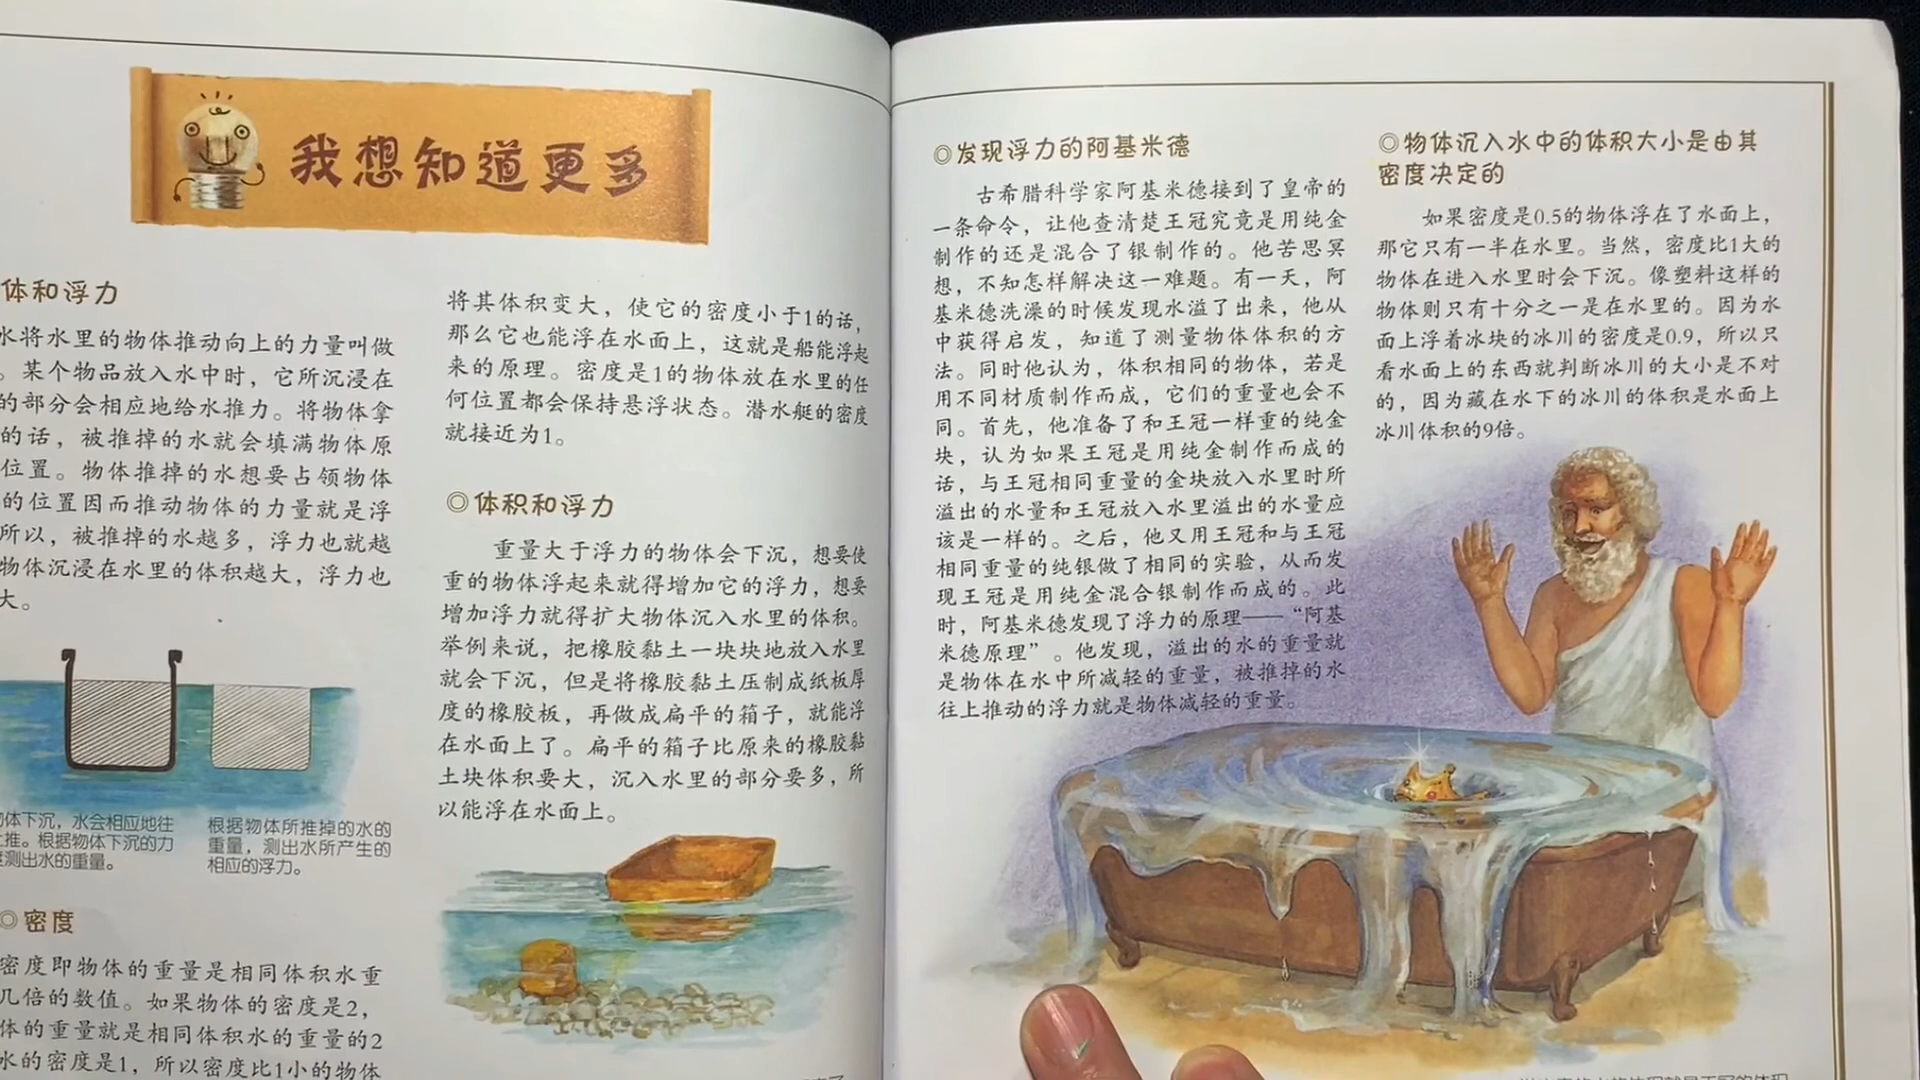 我想知道更多
体和浮力
水将水里的物体推动向上的力量叫做
。某个物品放入水中时，它所沉浸在
的部分会相应地给水推力。将物体拿
的话，被推掉的水就会填满物体原
位置。物体推掉的水想要占领物体
的位置因而推动物体的力量就是浮
所以，被推掉的水越多，浮力也就越
物体沉浸在水里的体积越大，浮力也
大。
物体下沉，水会相应地往
上推。根据物体下沉的力
度测出水的重量。
根据物体所推掉的水的
重量，测出水所产生的
相应的浮力。
◎密度
密度即物体的重量是相同体积水重
几倍的数值。如果物体的密度是2，
体的重量就是相同体积水的重量的2
水的密度是1，所以密度比1小的物体
将其体积变大，使它的密度小于1的话，
那么它也能浮在水面上，这就是船能浮起
来的原理。密度是1的物体放在水里的任
何位置都会保持悬浮状态。潜水艇的密度
就接近为1。
◎体积和浮力
重量大于浮力的物体会下沉，想要使
重的物体浮起来就得增加它的浮力，想要
增加浮力就得扩大物体沉入水里的体积。
举例来说，把橡胶黏土一块块地放入水里
就会下沉，但是将橡胶黏土压制成纸板厚
度的橡胶板，再做成扁平的箱子，就能浮
在水面上了。扁平的箱子比原来的橡胶黏
土块体积要大，沉入水里的部分要多，所
以能浮在水面上。
◎发现浮力的阿基米德
古希腊科学家阿基米德接到了皇帝的
一条命令，让他查清楚王冠究竟是用纯金
制作的还是混合了银制作的。他苦思冥
想，不知怎样解决这一难题。有一天，阿
基米德洗澡的时候发现水溢了出来，他从
中获得启发，知道了测量物体体积的方
法。同时他认为，体积相同的物体，若是
用不同材质制作而成，它们的重量也会不
同。首先，他准备了和王冠一样重的纯金
块，认为如果王冠是用纯金制作而成的
话，与王冠相同重量的金块放入水里时所
溢出的水量和王冠放入水里溢出的水量应
该是一样的。之后，他又用王冠和与王冠
相同重量的纯银做了相同的实验，从而发
现王冠是用纯金混合银制作而成的。此
时，阿基米德发现了浮力的原理——“阿基
米德原理”。他发现，溢出的水的重量就
是物体在水中所减轻的重量，被推掉的水
往上推动的浮力就是物体减轻的重量。
◎物体沉入水中的体积大小是由其
密度决定的
如果密度是0.5的物体浮在了水面上，
那它只有一半在水里。当然，密度比1大的
物体在进入水里时会下沉。像塑料这样的
物体则只有十分之一是在水里的。因为水
面上浮着冰块的冰川的密度是0.9，所以只
看水面上的东西就判断冰川的大小是不对
的，因为藏在水下的冰川的体积是水面上
冰川体积的9倍。